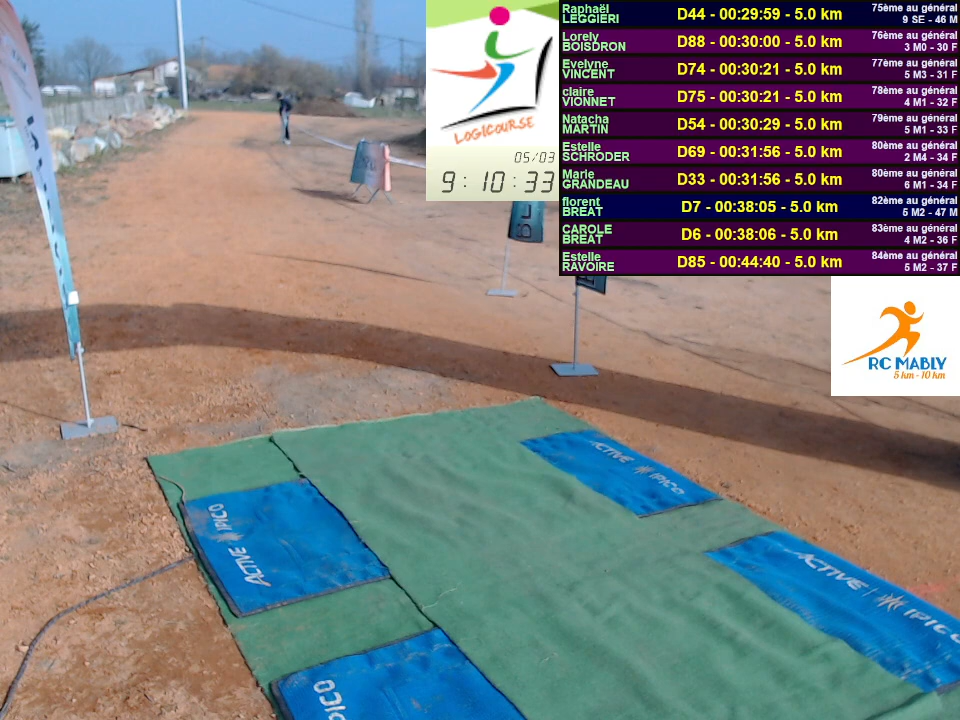 Raphaël
LEGGIERI
D44 - 00:29:59 - 5.0 km
75ème au général
9 SE - 46 M
Lorely
BOISDRON
D88 - 00:30:00 - 5.0 km
76ème au général
3 M0 - 30 F
Evelyne
VINCENT
D74 - 00:30:21 - 5.0 km
77ème au général
5 M3 - 31 F
claire
VIONNET
D75 - 00:30:21 - 5.0 km
78ème au général
4 M1 - 32 F
Natacha
MARTIN
D54 - 00:30:29 - 5.0 km
79ème au général
5 M1 - 33 F
Estelle
SCHRODER
D69 - 00:31:56 - 5.0 km
80ème au général
2 M4 - 34 F
Marie
GRANDEAU
D33 - 00:31:56 - 5.0 km
80ème au général
6 M1 - 34 F
florent
BREAT
D7 - 00:38:05 - 5.0 km
82ème au général
5 M2 - 47 M
CAROLE
BREAT
D6 - 00:38:06 - 5.0 km
83ème au général
4 M2 - 36 F
Estelle
RAVOIRE
D85 - 00:44:40 - 5.0 km
84ème au général
5 M2 - 37 F
LOGICOURSE
05/03
9:10:33
RC MABLY
5 km - 10 km
ACTIVE IPICO
ACTIVE IPICO
ACTIVE IPICO
IPICO